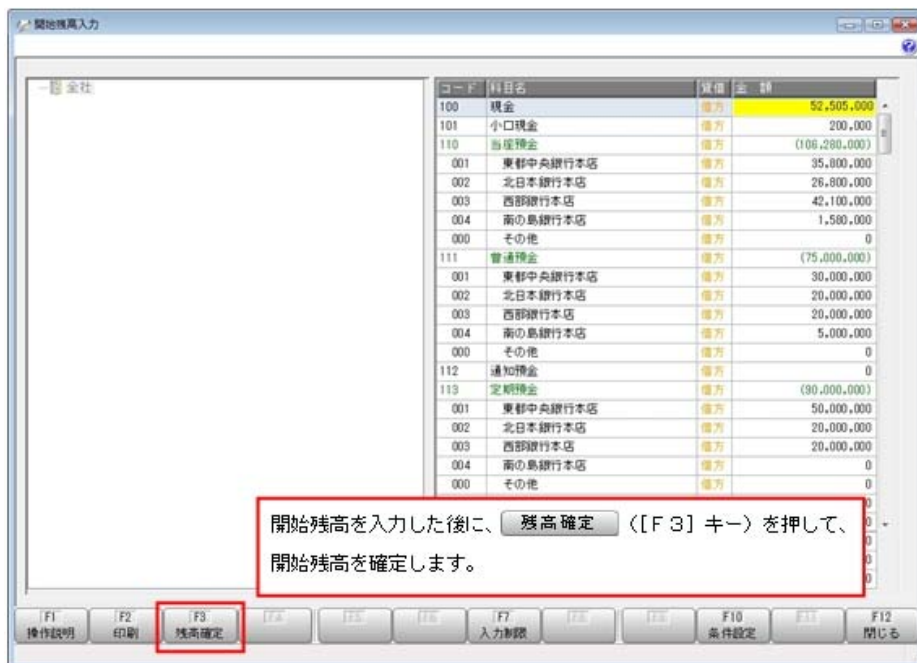 開始残高入力
全社
コード 科目名 貸借 金 額
100 現金 借方 52,505,000
101 小口現金 借方 200,000
110 当座預金 借方 (106,280,000)
001 東都中央銀行本店 借方 35,800,000
002 北日本銀行本店 借方 26,800,000
003 西部銀行本店 借方 42,100,000
004 南の島銀行本店 借方 1,580,000
000 その他 借方 0
111 普通預金 借方 (75,000,000)
001 東都中央銀行本店 借方 30,000,000
002 北日本銀行本店 借方 20,000,000
003 西部銀行本店 借方 20,000,000
004 南の島銀行本店 借方 5,000,000
000 その他 借方 0
112 通知預金 借方 0
113 定期預金 借方 (90,000,000)
001 東都中央銀行本店 借方 50,000,000
002 北日本銀行本店 借方 20,000,000
003 西部銀行本店 借方 20,000,000
004 南の島銀行本店 借方 0
000 その他 借方 0
開始残高を入力した後に、 残高確定 ([F3]キー)を押して、
開始残高を確定します。
F1 F2 F3 F4 F5 F6 F7 F8 F9 F10 F11 F12
操作説明 印刷 残高確定 入力制限 条件設定 閉じる